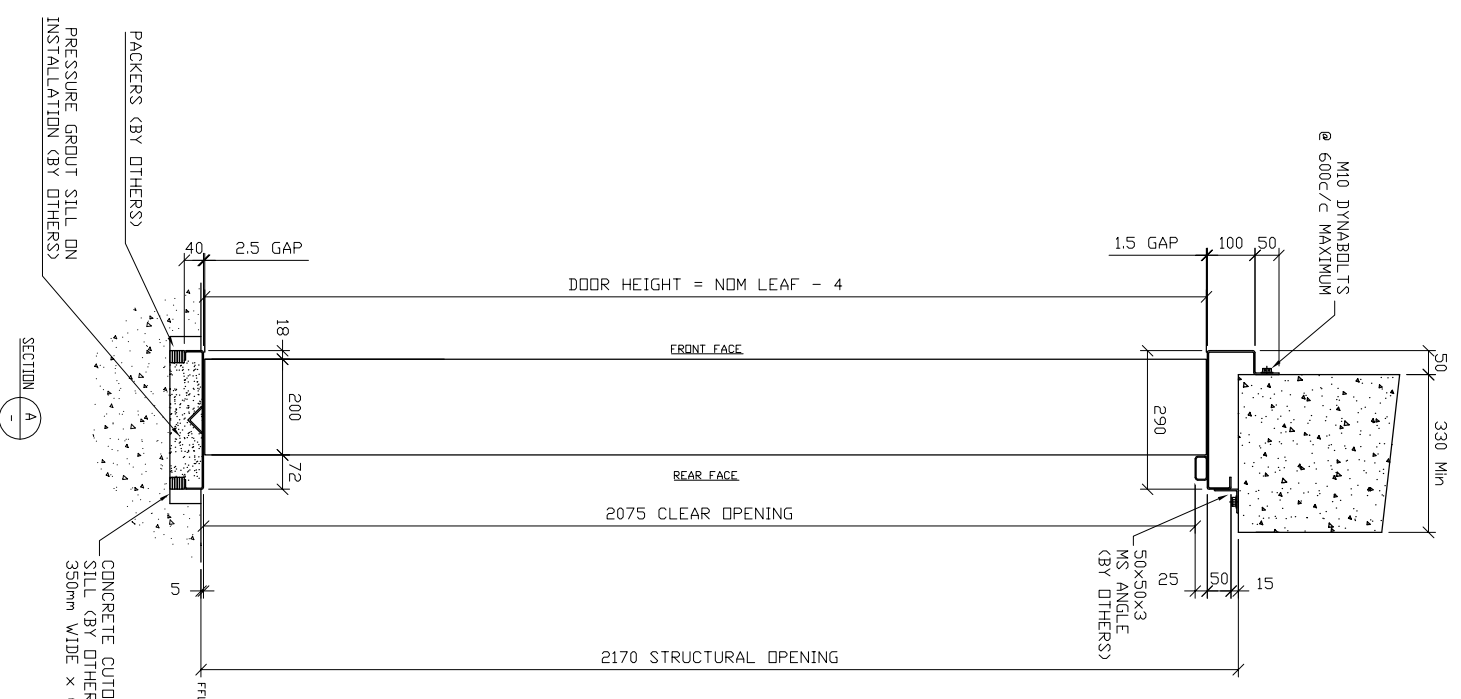 PACKERS (BY OTHERS)
PRESSURE GROUT SILL ON
INSTALLATION (BY OTHERS)
M10 DYNABOLTS
@ 600c/c MAXIMUM
40
2.5 GAP
1.5 GAP
100
50
DOOR HEIGHT = NOM LEAF - 4
18
FRONT FACE
50
200
290
330 Min
72
REAR FACE
2075 CLEAR OPENING
SECTION
A
-
5
25
50
15
50x50x3
MS ANGLE
(BY OTHERS)
2170 STRUCTURAL OPENING
CONCRETE CUTO
SILL (BY OTHER
350mm WIDE x
FFL